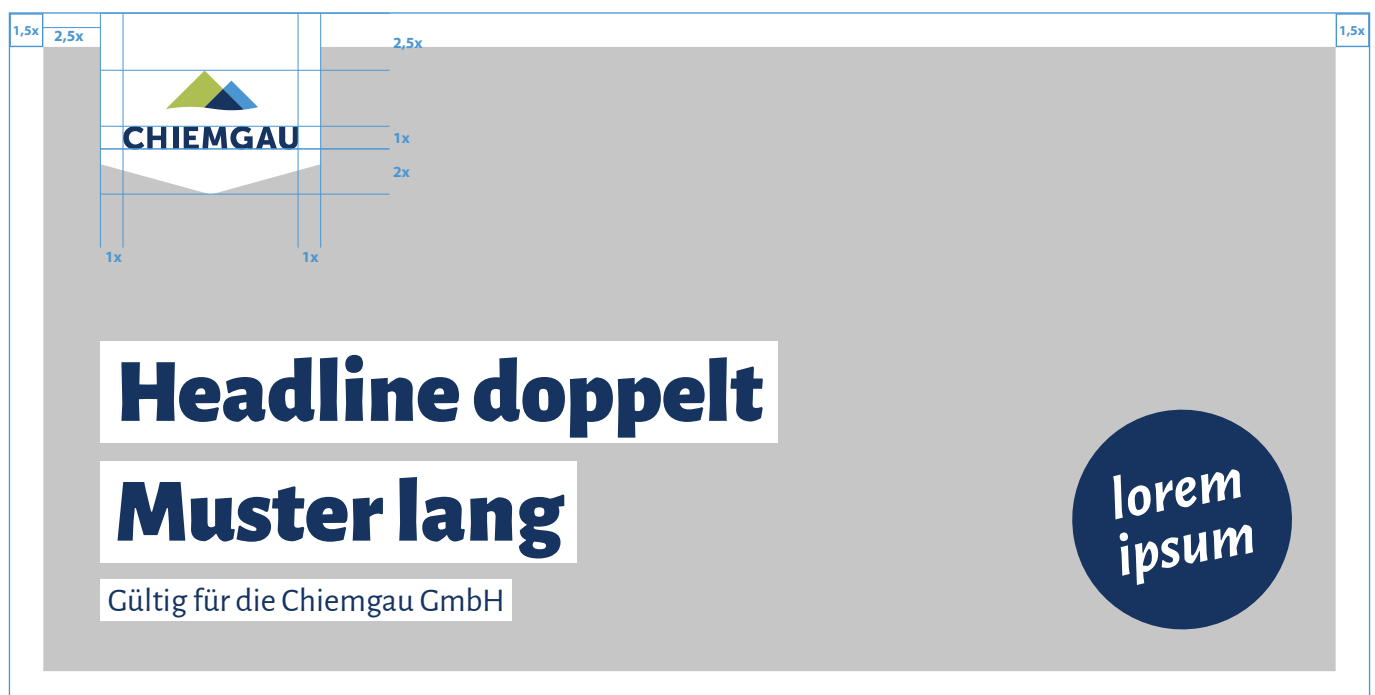 1,5x
2,5x
2,5x
1,5x
CHIEMGAU
1x
2x
1x
1x
Headline doppelt
Muster lang
Gültig für die Chiemgau GmbH
lorem
ipsum